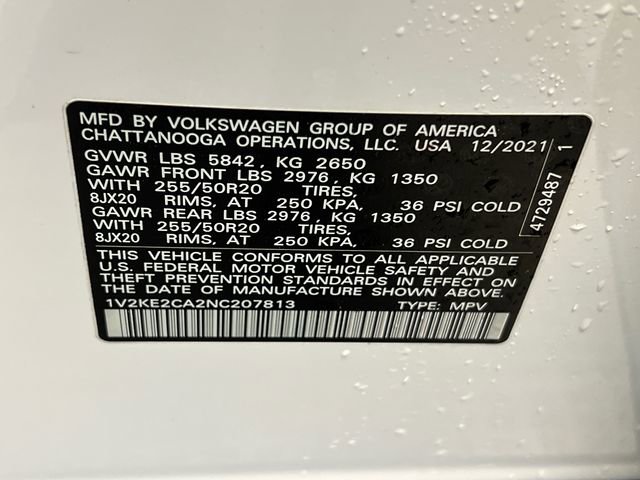 MFD BY VOLKSWAGEN GROUP OF AMERICA
CHATTANOOGA OPERATIONS, LLC. USA 12/2021
GVWR LBS 5842, KG 2650
GAWR FRONT LBS 2976, KG 1350
WITH 255/50R20 TIRES,
8JX20 RIMS, AT 250 KPA, 36 PSI COLD
GAWR REAR LBS 2976, KG 1350
WITH 255/50R20 TIRES,
8JX20 RIMS, AT 250 KPA, 36 PSI COLD
THIS VEHICLE CONFORMS TO ALL APPLICABLE
U.S. FEDERAL MOTOR VEHICLE SAFETY AND
THEFT PREVENTION STANDARDS IN EFFECT ON
THE DATE OF MANUFACTURE SHOWN ABOVE.
1V2KE2CA2NC207813 TYPE: MPV
4729487 1